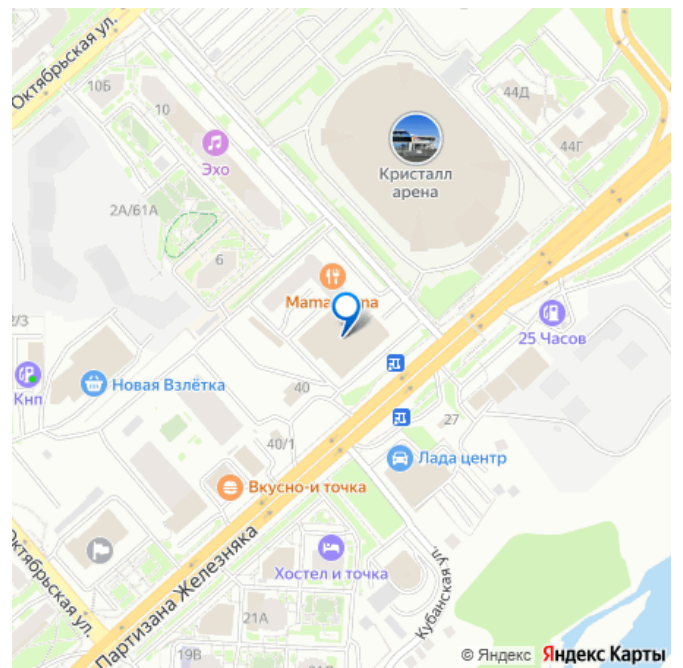 Октябрьская ул.
10Б
10
44Д
Эхо
Кристалл
арена
44Г
2А/61А
6
25 Часов
2/3
Кнп
Новая Взлётка
40
27
40/1
Лада центр
Вкусно-и точка
Октябрьская ул.
Партизана Железняка
Хостел и точка
Кубанская ул.
21А
19В
© Яндекс Яндекс Карты